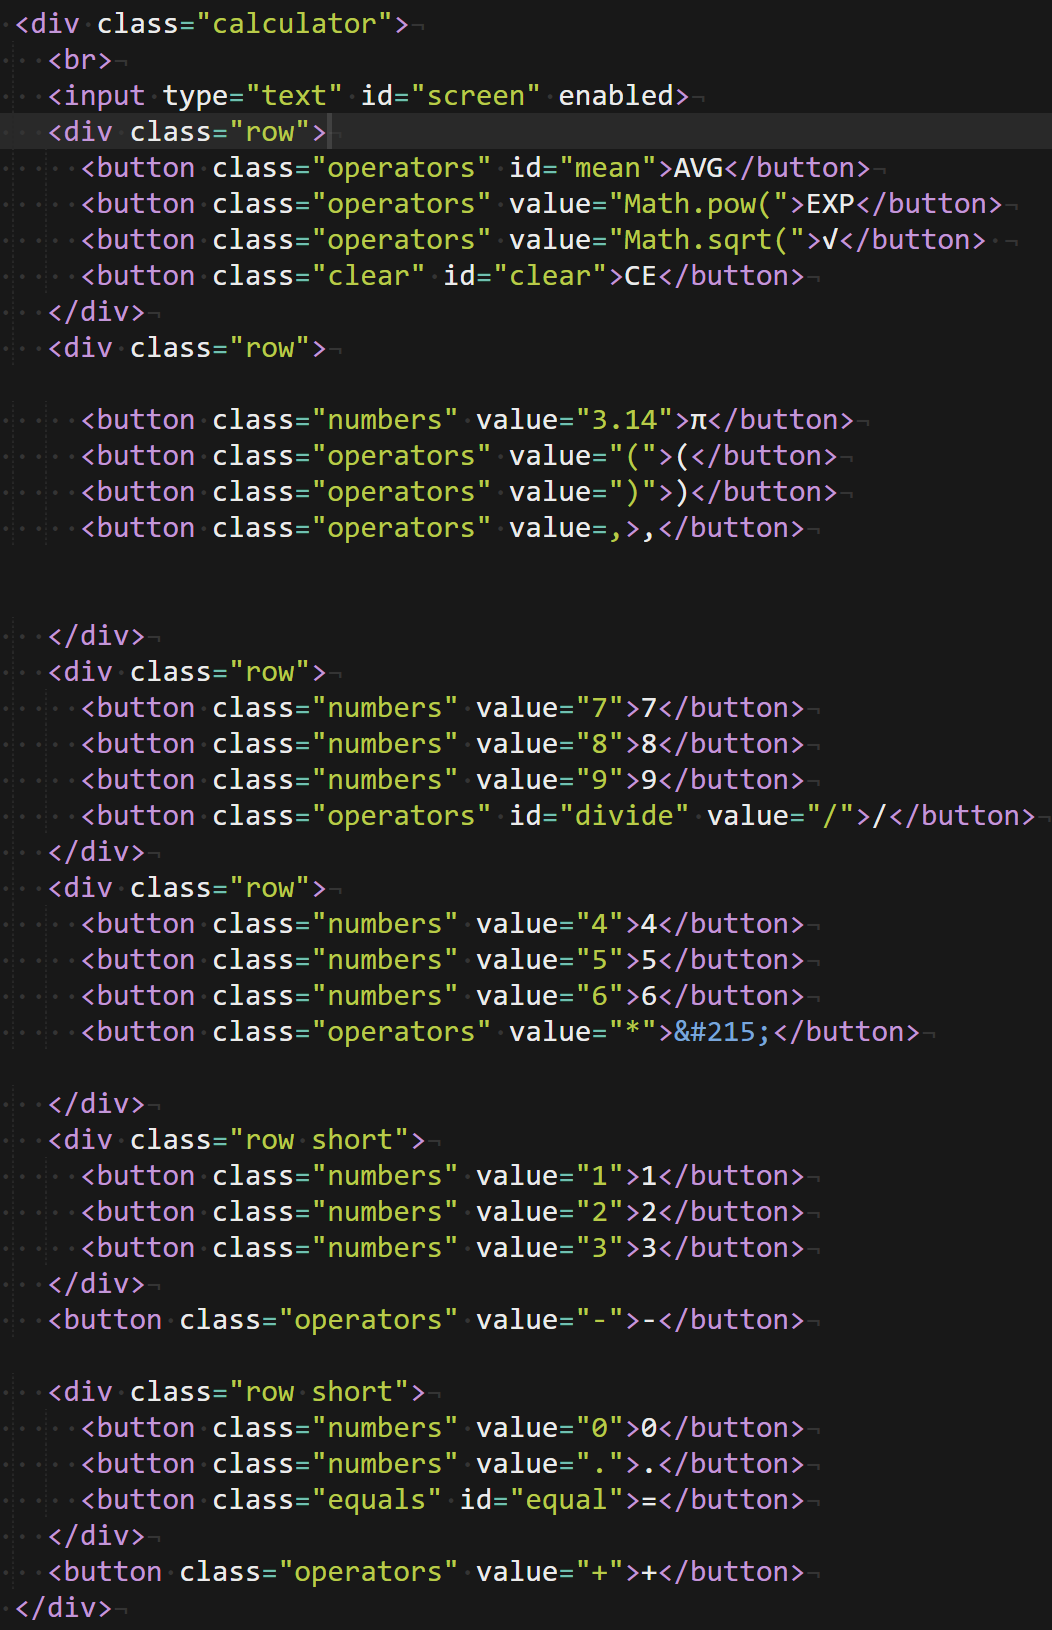 <div class="calculator">
<br>
<input type="text" id="screen" enabled>
<div class="row">
<button class="operators" id="mean">AVG</button>
<button class="operators" value="Math.pow(">EXP</button>
<button class="operators" value="Math.sqrt(">√</button>
<button class="clear" id="clear">CE</button>
</div>
<div class="row">
<button class="numbers" value="3.14">π</button>
<button class="operators" value="(">(</button>
<button class="operators" value=")">)</button>
<button class="operators" value=,>,</button>
</div>
<div class="row">
<button class="numbers" value="7">7</button>
<button class="numbers" value="8">8</button>
<button class="numbers" value="9">9</button>
<button class="operators" id="divide" value="/">/</button>
</div>
<div class="row">
<button class="numbers" value="4">4</button>
<button class="numbers" value="5">5</button>
<button class="numbers" value="6">6</button>
<button class="operators" value="*">&#215;</button>
</div>
<div class="row short">
<button class="numbers" value="1">1</button>
<button class="numbers" value="2">2</button>
<button class="numbers" value="3">3</button>
</div>
<button class="operators" value="-">-</button>
<div class="row short">
<button class="numbers" value="0">0</button>
<button class="numbers" value=".">.</button>
<button class="equals" id="equal">=</button>
</div>
<button class="operators" value="+">+</button>
</div>